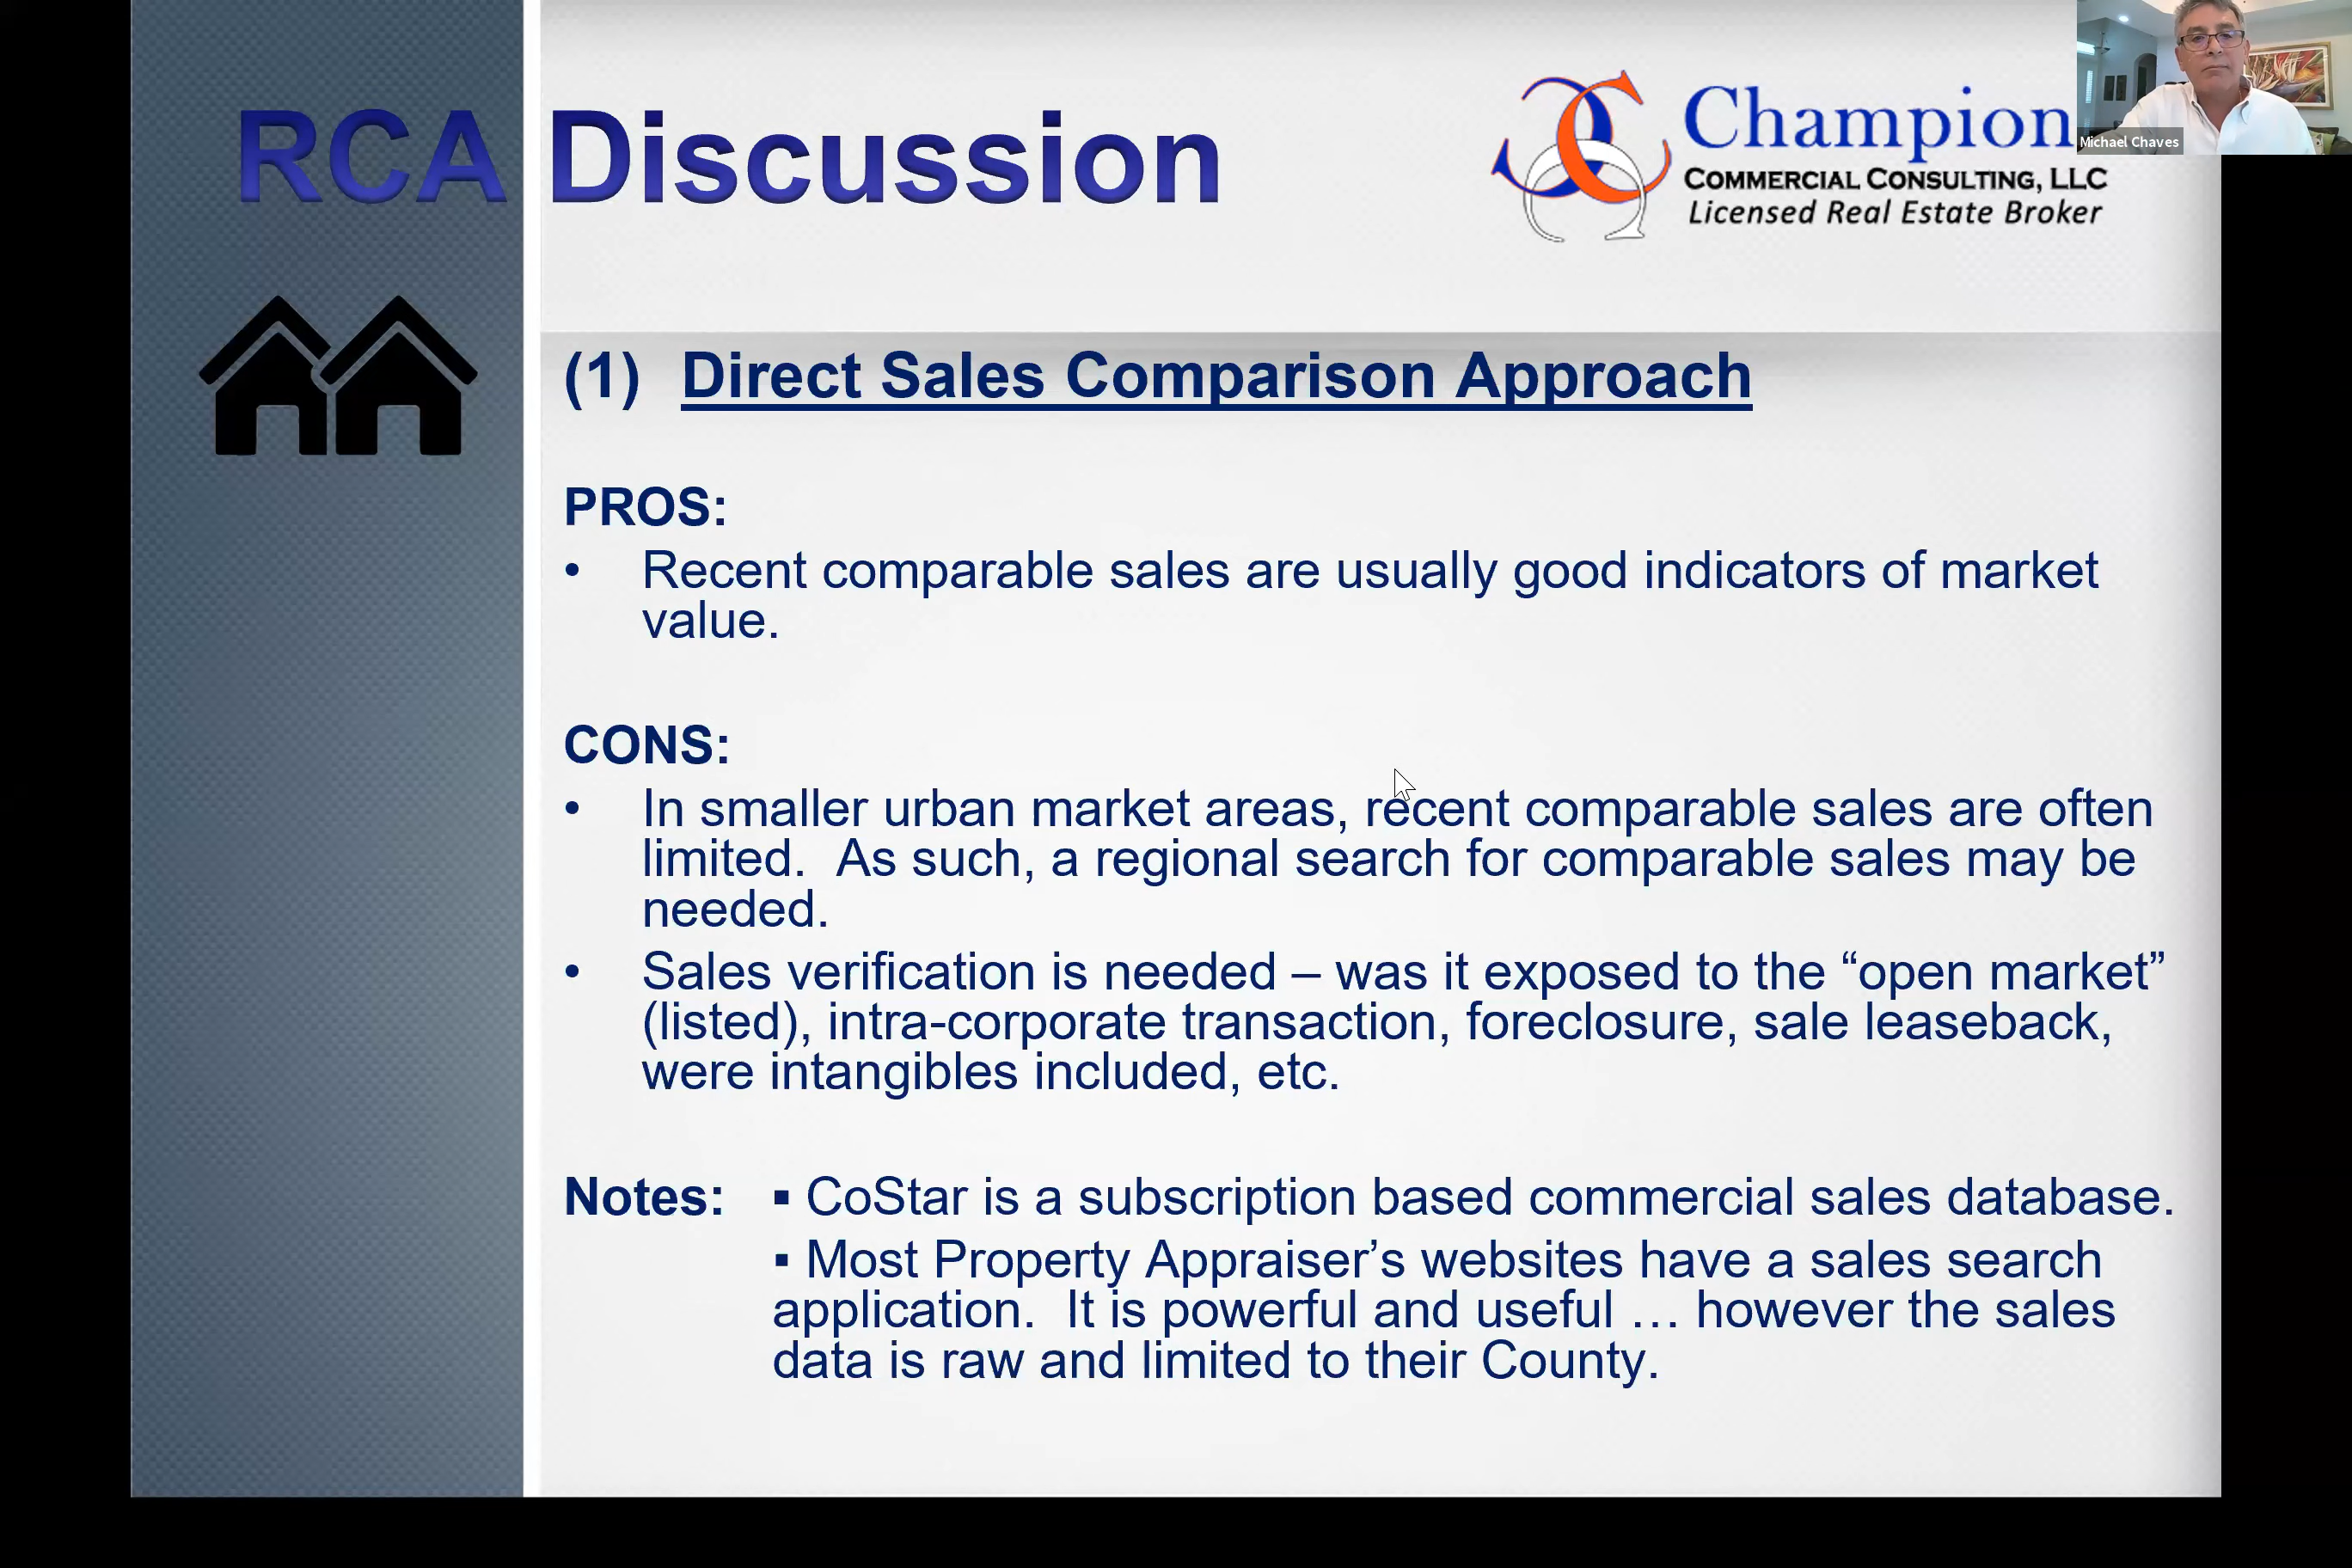 RCA Discussion
Champion
COMMERCIAL CONSULTING, LLC
Licensed Real Estate Broker
Michael Chaves
(1) Direct Sales Comparison Approach
PROS:
• Recent comparable sales are usually good indicators of market
value.
CONS:
• In smaller urban market areas, recent comparable sales are often
limited. As such, a regional search for comparable sales may be
needed.
• Sales verification is needed – was it exposed to the “open market”
(listed), intra-corporate transaction, foreclosure, sale leaseback,
were intangibles included, etc.
Notes: ▪ CoStar is a subscription based commercial sales database.
▪ Most Property Appraiser’s websites have a sales search
application. It is powerful and useful … however the sales
data is raw and limited to their County.